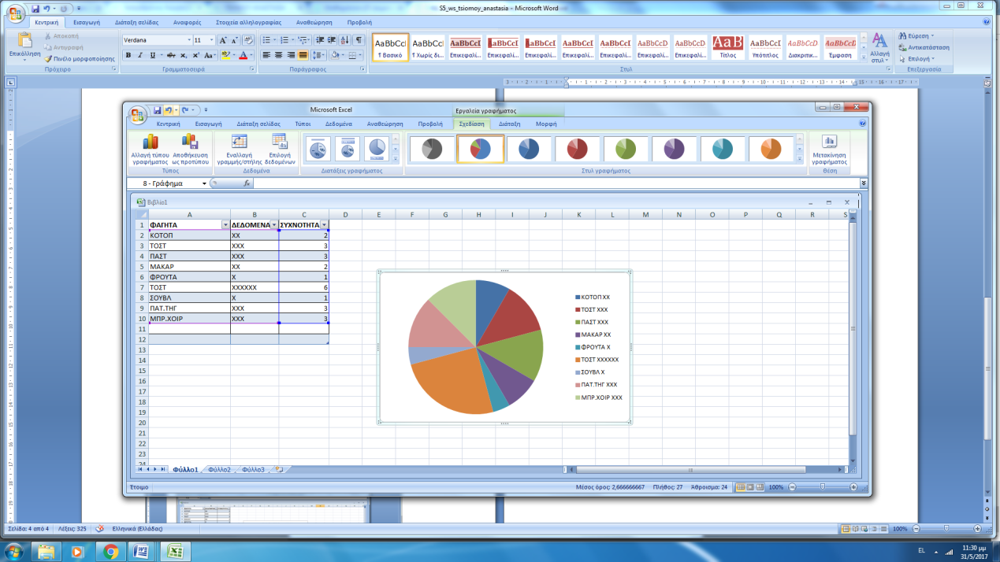 S5_ws_tsiomoy_anastasia - Microsoft Word
Κεντρική Εισαγωγή Διάταξη σελίδας Αναφορές Στοιχεία αλληλογραφίας Αναθεώρηση Προβολή
Επικόλληση
Αποκοπή
Αντιγραφή
Πινέλο μορφοποίησης
Πρόχειρο
Verdana 11
Γραμματοσειρά
Παράγραφος
AaBbCcI AaBbCcI AaBbCcI AaBbCcI AaBbCcI AaBbCcI AaBbCcI AaBbCcD AaBbCcD AaB AaBbCcI AaBbCcD AaBbCcD
¶ Βασικό ¶ Χωρίς δι... Επικεφαλί... Επικεφαλί... Επικεφαλί... Επικεφαλί... Επικεφαλί... Επικεφαλί... Επικεφαλί... Τίτλος Υπότιτλος Διακριτικ... Έμφαση
Στυλ
Αλλαγή στυλ
Εύρεση
Αντικατάσταση
Επιλογή
Επεξεργασία
Microsoft Excel
Εργαλεία γραφήματος
Κεντρική Εισαγωγή Διάταξη σελίδας Τύποι Δεδομένα Αναθεώρηση Προβολή Σχεδίαση Διάταξη Μορφή
Αλλαγή τύπου γραφήματος
Αποθήκευση ως προτύπου
Τύπος
Εναλλαγή γραμμής/στήλης
Επιλογή δεδομένων
Δεδομένα
Διατάξεις γραφήματος
Στυλ γραφήματος
Μετακίνηση γραφήματος
Θέση
8 - Γράφημα fx
Βιβλίο1
A B C D E F G H I J K L M N O P Q R S
1 ΦΑΓΗΤΑ ΔΕΔΟΜΕΝΑ ΣΥΧΝΟΤΗΤΑ
2 ΚΟΤΟΠ ΧΧ 2
3 ΤΟΣΤ ΧΧΧ 3
4 ΠΑΣΤ ΧΧΧ 3
5 ΜΑΚΑΡ ΧΧ 2
6 ΦΡΟΥΤΑ Χ 1
7 ΤΟΣΤ ΧΧΧΧΧΧ 6
8 ΣΟΥΒΛ Χ 1
9 ΠΑΤ.ΤΗΓ ΧΧΧ 3
10 ΜΠΡ.ΧΟΙΡ ΧΧΧ 3
11
12
13
14
15
16
17
18
19
20
21
22
23
24
ΚΟΤΟΠ ΧΧ
ΤΟΣΤ ΧΧΧ
ΠΑΣΤ ΧΧΧ
ΜΑΚΑΡ ΧΧ
ΦΡΟΥΤΑ Χ
ΤΟΣΤ ΧΧΧΧΧΧ
ΣΟΥΒΛ Χ
ΠΑΤ.ΤΗΓ ΧΧΧ
ΜΠΡ.ΧΟΙΡ ΧΧΧ
Φύλλο1 Φύλλο2 Φύλλο3
Έτοιμο Μέσος όρος: 2,666666667 Πλήθος: 27 Άθροισμα: 24 100%
Σελίδα: 4 από 4 Λέξεις: 325 Ελληνικά (Ελλάδας) 100%
EL 11:30 μμ
31/5/2017